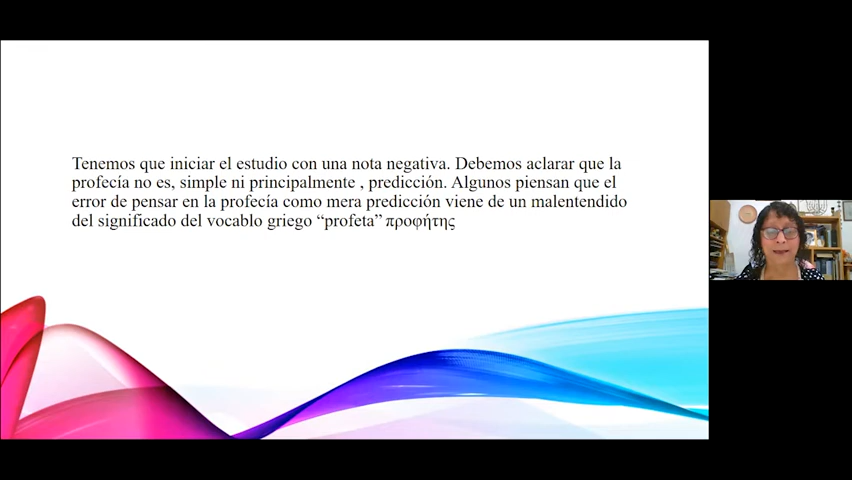 Tenemos que iniciar el estudio con una nota negativa. Debemos aclarar que la
profecía no es, simple ni principalmente , predicción. Algunos piensan que el
error de pensar en la profecía como mera predicción viene de un malentendido
del significado del vocablo griego “profeta” προφήτης